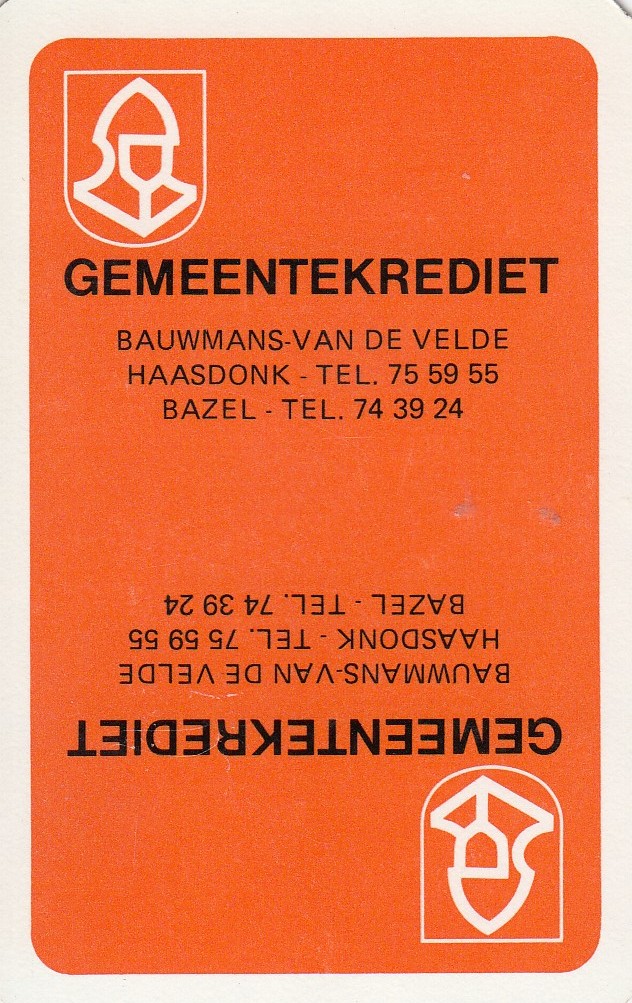 GEMEENTEKREDIET
BAUWMANS-VAN DE VELDE
HAASDONK - TEL. 75 59 55
BAZEL - TEL. 74 39 24
GEMEENTEKREDIET
BAUWMANS-VAN DE VELDE
HAASDONK - TEL. 75 59 55
BAZEL - TEL. 74 39 24